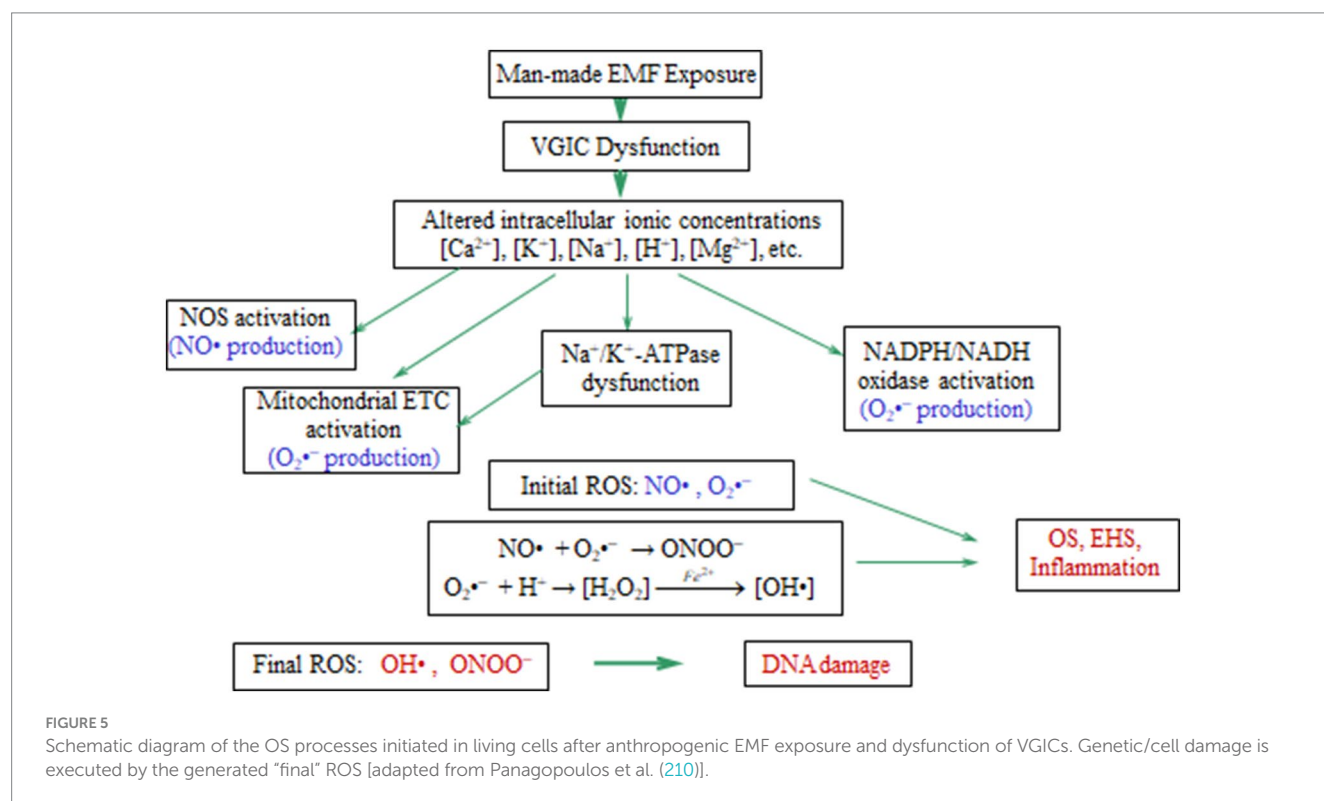 Man-made EMF Exposure
VGIC Dysfunction
Altered intracellular ionic concentrations
[Ca²⁺], [K⁺], [Na⁺], [H⁺], [Mg²⁺], etc.
NOS activation
(NO• production)
Mitochondrial ETC
activation
(O₂•⁻ production)
Na⁺/K⁺-ATPase
dysfunction
NADPH/NADH
oxidase activation
(O₂•⁻ production)
Initial ROS: NO• , O₂•⁻
NO• + O₂•⁻ → ONOO⁻
O₂•⁻ + H⁺ → [H₂O₂] —Fe²⁺→ [OH•]
OS, EHS,
Inflammation
Final ROS: OH• , ONOO⁻
DNA damage
FIGURE 5
Schematic diagram of the OS processes initiated in living cells after anthropogenic EMF exposure and dysfunction of VGICs. Genetic/cell damage is
executed by the generated “final” ROS [adapted from Panagopoulos et al. (210)].